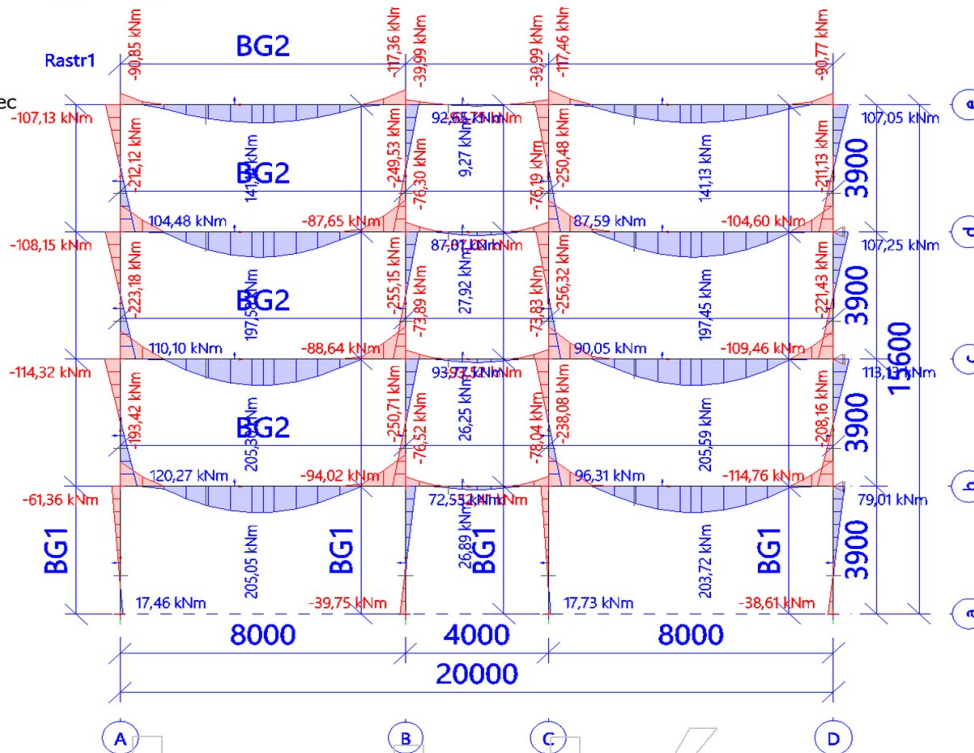 -90,85 kNm
BG2
-117,36 kNm
-39,99 kNm
-39,99 kNm
-117,46 kNm
-90,77 kNm
Rastr1
ec
e
-107,13 kNm
9,27 kNm
107,05 kNm
-212,12 kNm
BG2
-249,53 kNm
-76,30 kNm
-76,19 kNm
-250,48 kNm
141,13 kNm
-211,13 kNm
3900
104,48 kNm
-87,65 kNm
87,59 kNm
-104,60 kNm
-108,15 kNm
107,25 kNm
d
-223,18 kNm
BG2
-255,15 kNm
-73,89 kNm
27,92 kNm
-73,83 kNm
-256,32 kNm
197,45 kNm
-221,43 kNm
3900
15600
110,10 kNm
-88,64 kNm
90,05 kNm
-109,46 kNm
-114,32 kNm
c
-193,42 kNm
BG2
-250,71 kNm
-76,52 kNm
26,25 kNm
-78,04 kNm
-238,08 kNm
205,59 kNm
-208,16 kNm
3900
120,27 kNm
-94,02 kNm
96,31 kNm
-114,76 kNm
-61,36 kNm
79,01 kNm
b
BG1
205,05 kNm
BG1
26,89 kNm
BG1
203,72 kNm
BG1
3900
17,46 kNm
-39,75 kNm
17,73 kNm
-38,61 kNm
a
8000
4000
8000
20000
A
B
C
D